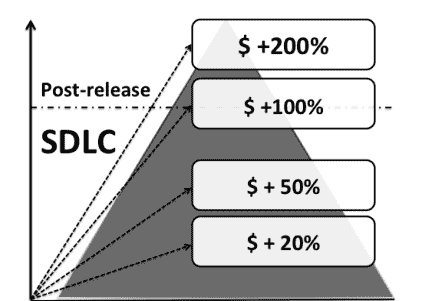 $ +200%
Post-release
$ +100%
SDLC
$ + 50%
$ + 20%